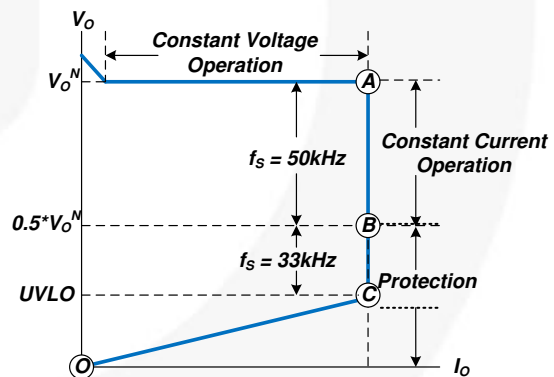 V_O
Constant Voltage
Operation
V_O^N
A
f_S = 50kHz
Constant Current
Operation
0.5*V_O^N
B
f_S = 33kHz
Protection
UVLO
C
O
I_O